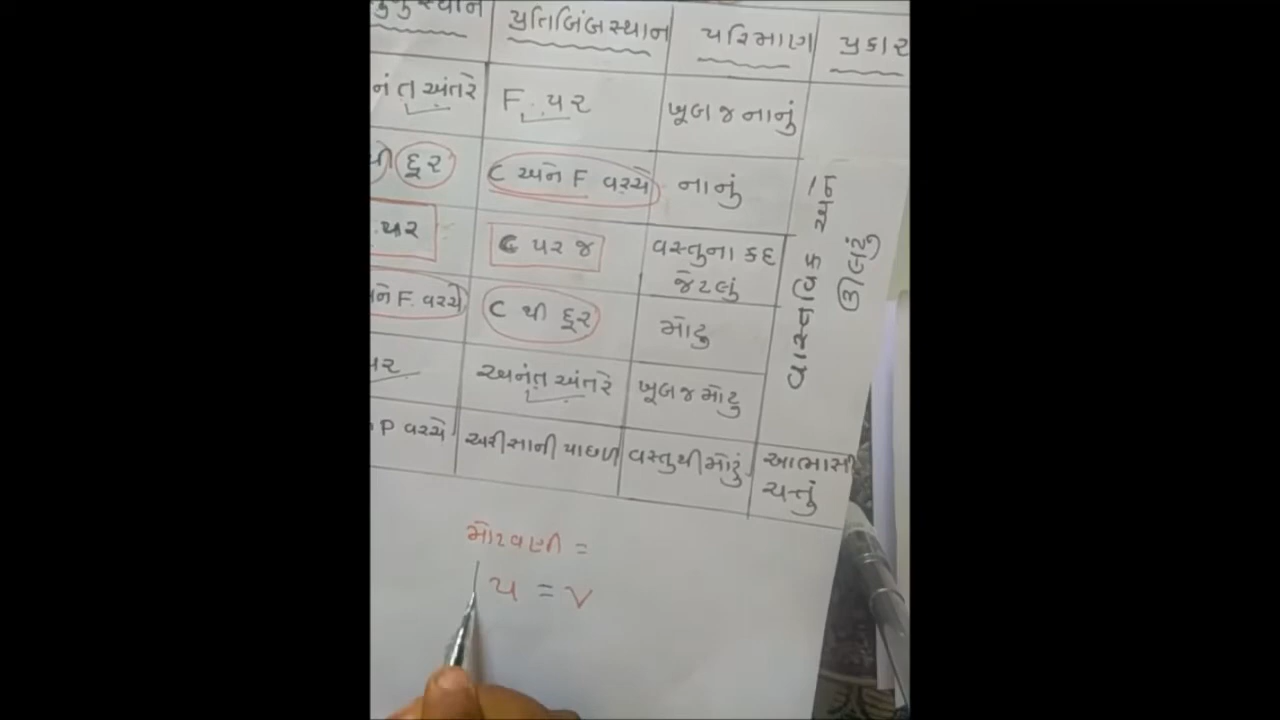 સ્થાન પ્રતિબિંબસ્થાન પરિમાણ પ્રકાર
અંતરે F પર ખૂબ જ નાનું
થી દૂર C અને F વચ્ચે નાનું
પર C પર જ વસ્તુના કદ
જેટલું
ને F વચ્ચે C થી દૂર મોટુ
પર અનંત અંતરે ખૂબ જ મોટુ
વાસ્તવિક અને
ઊલટું
P વચ્ચે અરીસાની પાછળ વસ્તુથી મોટું આભાસી
ચત્તું
મોટવણી =
= v